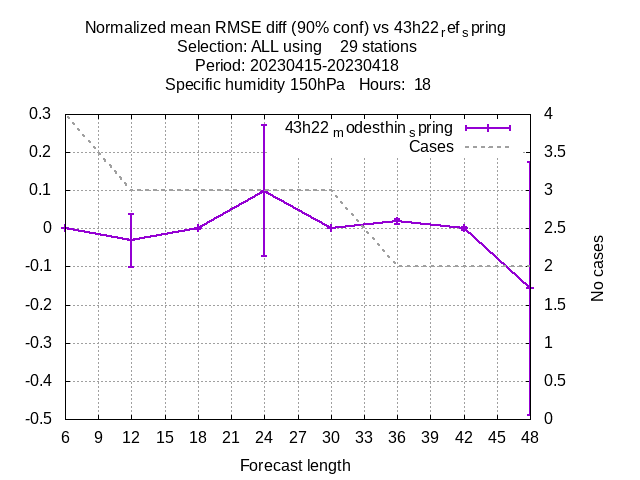 Normalized mean RMSE diff (90% conf) vs 43h22refspring
Selection: ALL using    29 stations
Period: 20230415-20230418
Specific humidity 150hPa   Hours:  18
43h22modesthinspring
Cases
0.3
0.2
0.1
0
-0.1
-0.2
-0.3
-0.4
-0.5
4
3.5
3
2.5
2
1.5
1
0.5
0
No cases
6 9 12 15 18 21 24 27 30 33 36 39 42 45 48
Forecast length